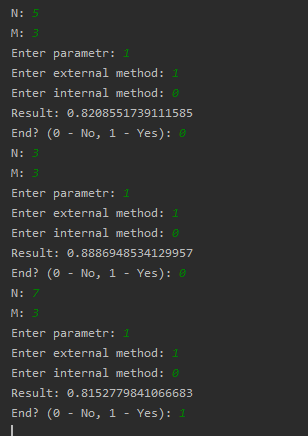 N: 5
M: 3
Enter parametr: 1
Enter external method: 1
Enter internal method: 0
Result: 0.8208551739111585
End? (0 - No, 1 - Yes): 0
N: 3
M: 3
Enter parametr: 1
Enter external method: 1
Enter internal method: 0
Result: 0.8886948534129957
End? (0 - No, 1 - Yes): 0
N: 7
M: 3
Enter parametr: 1
Enter external method: 1
Enter internal method: 0
Result: 0.8152779841066683
End? (0 - No, 1 - Yes): 1